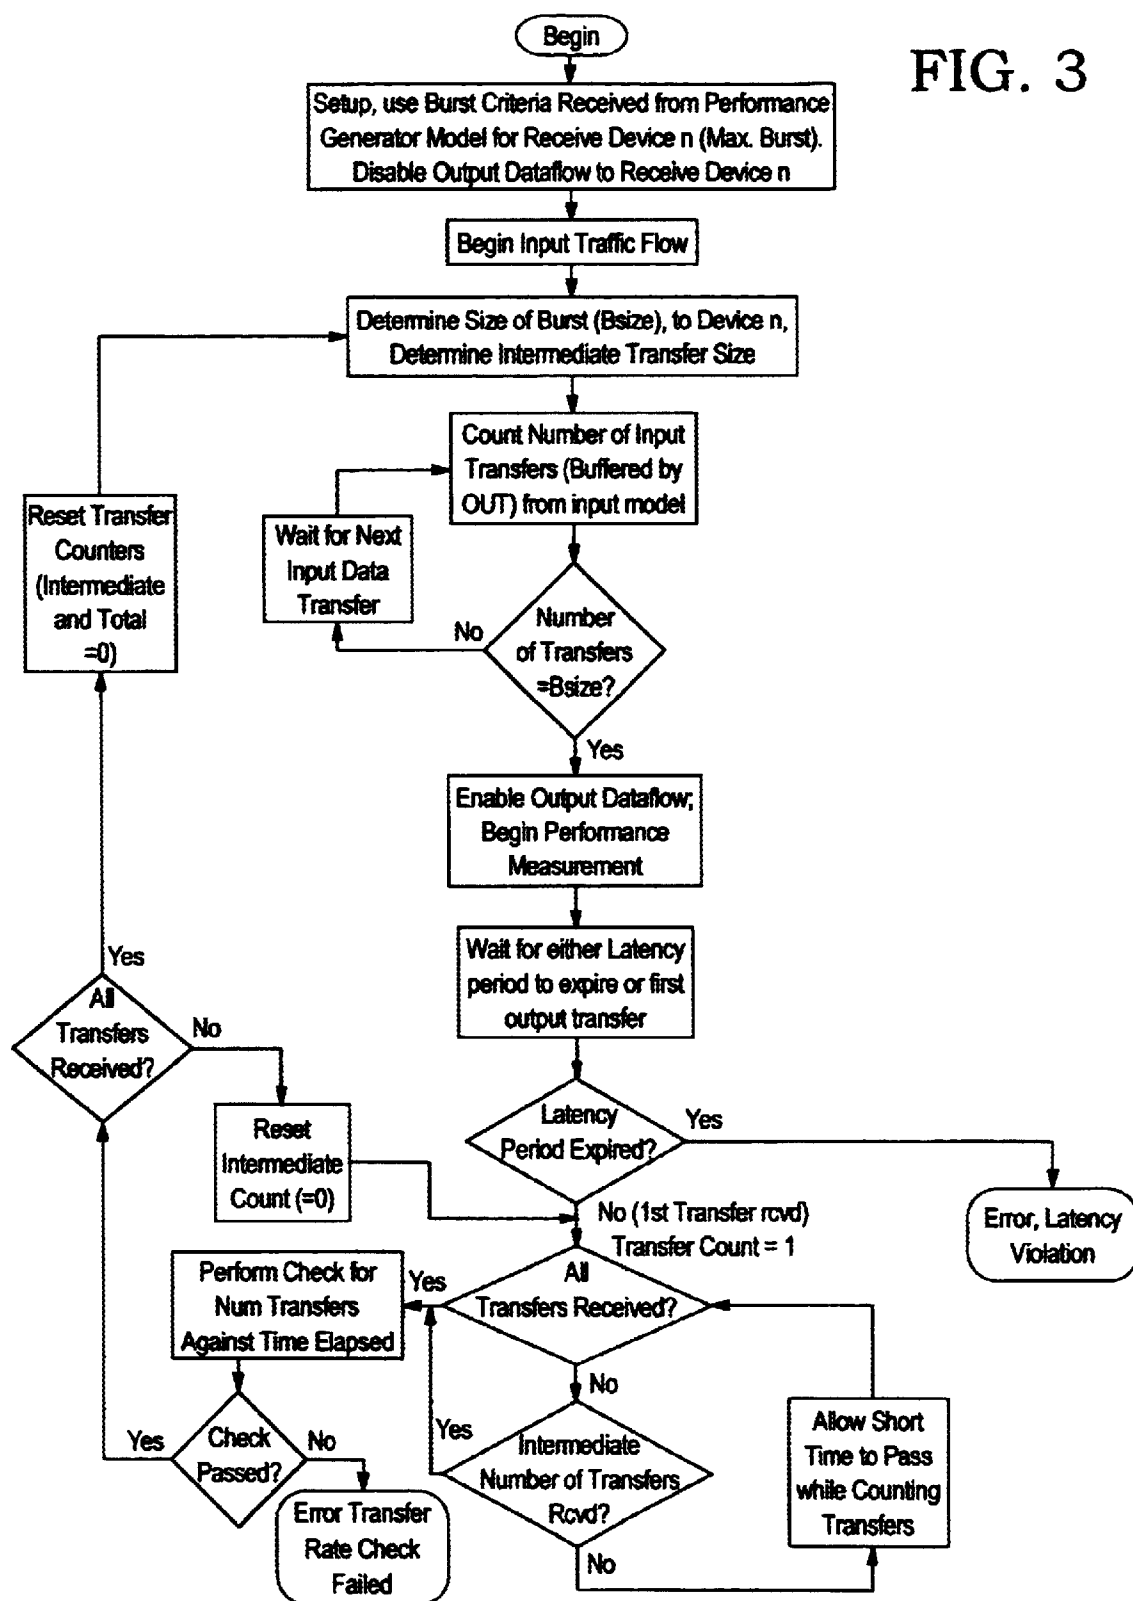 Begin
FIG. 3
Setup, use Burst Criteria Received from Performance
Generator Model for Receive Device n (Max. Burst).
Disable Output Dataflow to Receive Device n
Begin Input Traffic Flow
Determine Size of Burst (Bsize), to Device n,
Determine Intermediate Transfer Size
Count Number of Input
Transfers (Buffered by
OUT) from input model
Reset Transfer
Counters
(Intermediate
and Total
=0)
Wait for Next
Input Data
Transfer
No
Number
of Transfers
=Bsize?
Yes
Enable Output Dataflow;
Begin Performance
Measurement
Wait for either Latency
period to expire or first
output transfer
Yes
All
Transfers
Received?
No
Latency
Period Expired?
Yes
Reset
Intermediate
Count (=0)
No (1st Transfer rcvd)
Transfer Count = 1
Error, Latency
Violation
Perform Check for
Num Transfers
Against Time Elapsed
Yes
All
Transfers Received?
No
Yes
Check
Passed?
No
Yes
Intermediate
Number of Transfers
Rcvd?
Allow Short
Time to Pass
while Counting
Transfers
Error Transfer
Rate Check
Failed
No